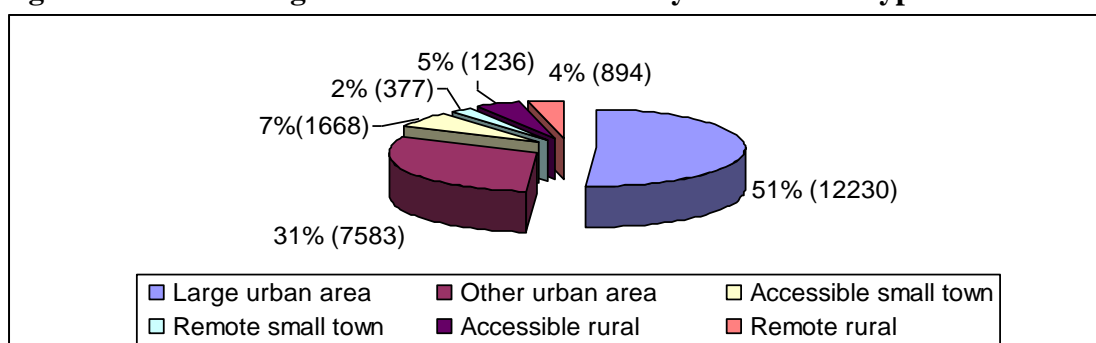 5% (1236)
4% (894)
2% (377)
7%(1668)
51% (12230)
31% (7583)
Large urban area
Other urban area
Accessible small town
Remote small town
Accessible rural
Remote rural